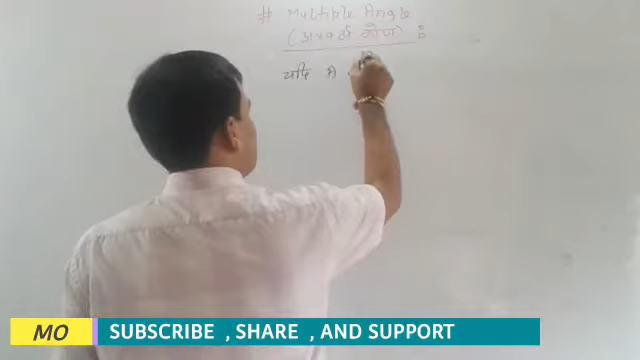 # Multiple Angle
(अपवर्त्य कोण) :
यदि
MO SUBSCRIBE , SHARE , AND SUPPORT